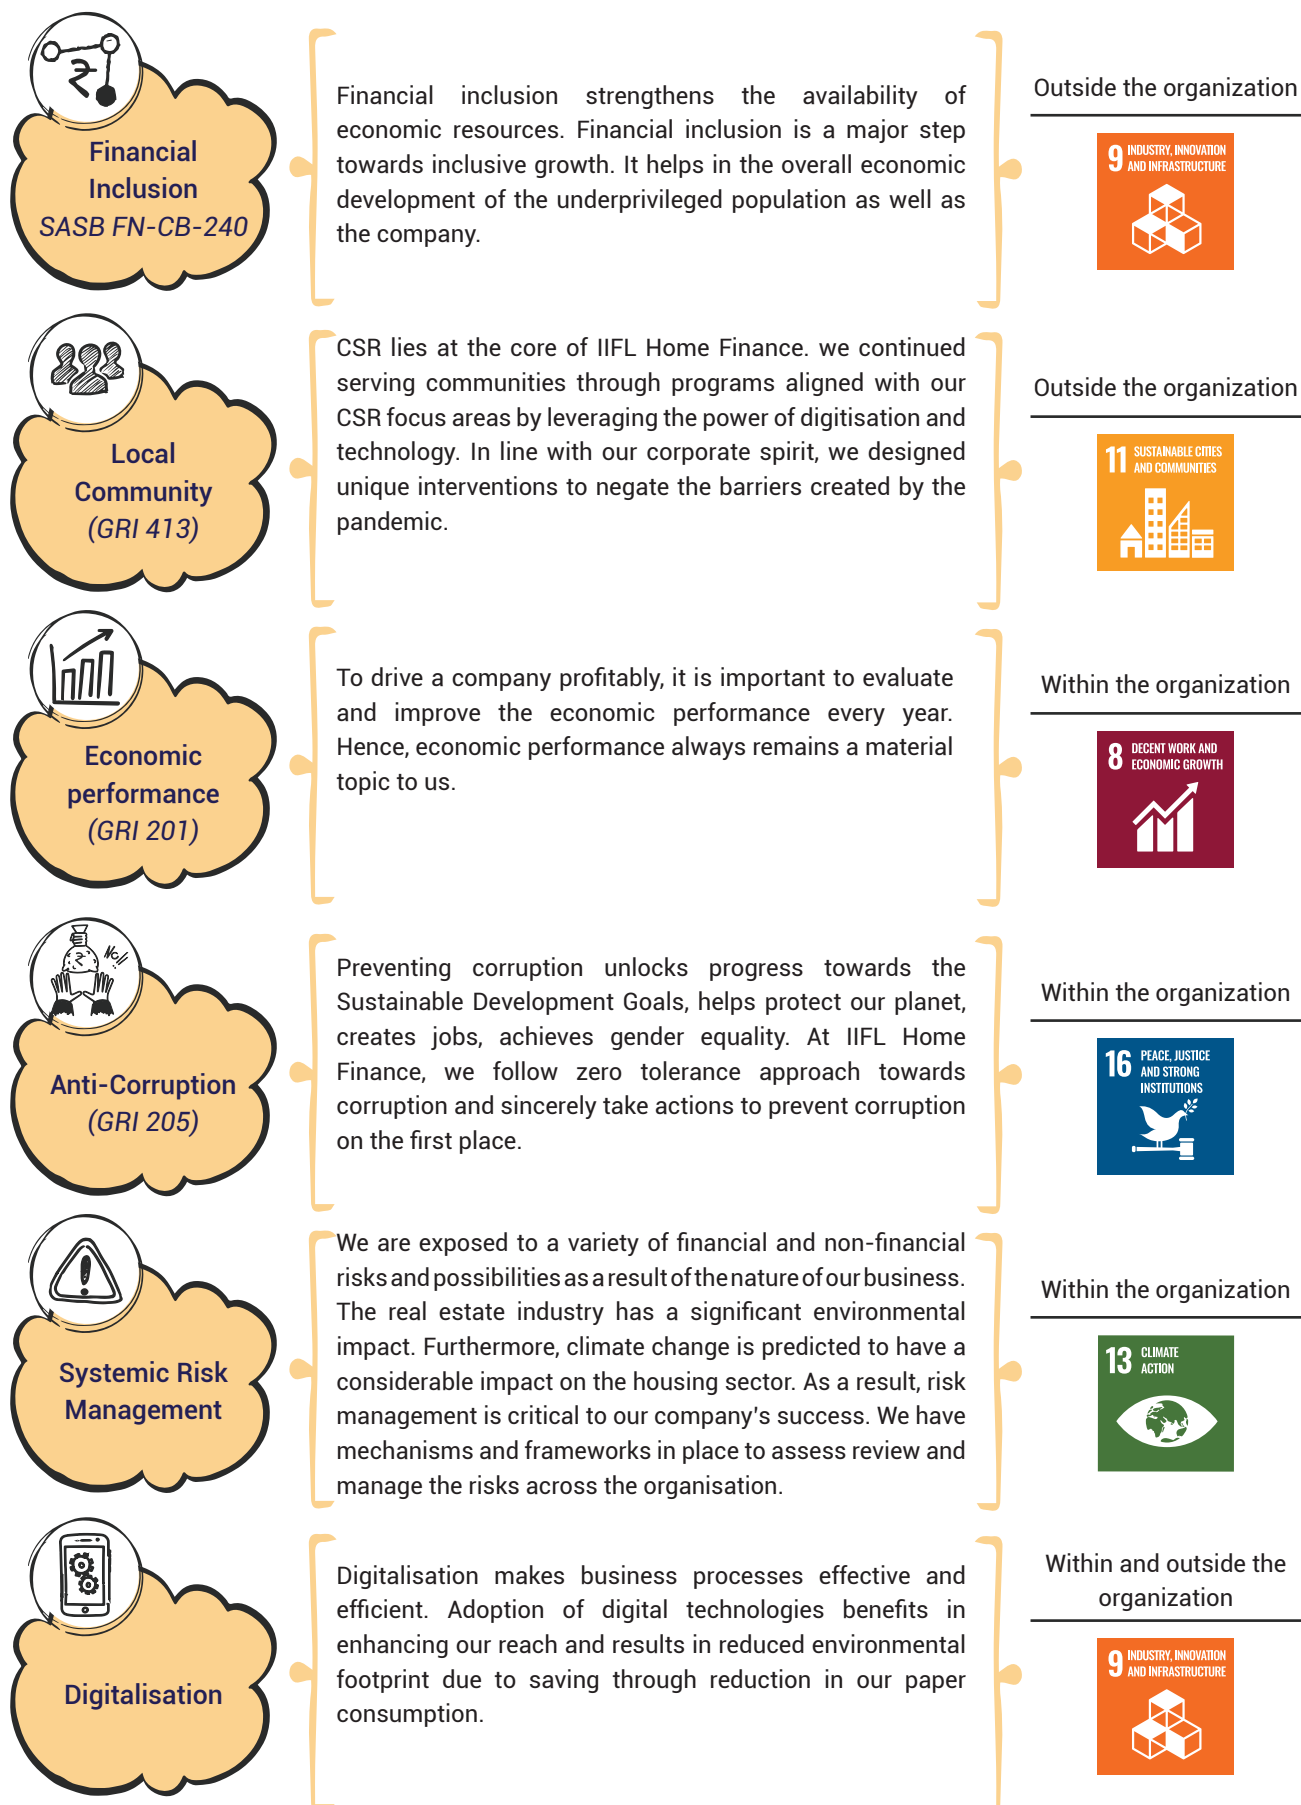 Financial
Inclusion
SASB FN-CB-240
Financial inclusion strengthens the availability of
economic resources. Financial inclusion is a major step
towards inclusive growth. It helps in the overall economic
development of the underprivileged population as well as
the company.
Outside the organization
9 INDUSTRY, INNOVATION
AND INFRASTRUCTURE
Local
Community
(GRI 413)
CSR lies at the core of IIFL Home Finance. we continued
serving communities through programs aligned with our
CSR focus areas by leveraging the power of digitisation and
technology. In line with our corporate spirit, we designed
unique interventions to negate the barriers created by the
pandemic.
Outside the organization
11 SUSTAINABLE CITIES
AND COMMUNITIES
Economic
performance
(GRI 201)
To drive a company profitably, it is important to evaluate
and improve the economic performance every year.
Hence, economic performance always remains a material
topic to us.
Within the organization
8 DECENT WORK AND
ECONOMIC GROWTH
₹
No!!
Anti-Corruption
(GRI 205)
Preventing corruption unlocks progress towards the
Sustainable Development Goals, helps protect our planet,
creates jobs, achieves gender equality. At IIFL Home
Finance, we follow zero tolerance approach towards
corruption and sincerely take actions to prevent corruption
on the first place.
Within the organization
16 PEACE, JUSTICE
AND STRONG
INSTITUTIONS
Systemic Risk
Management
We are exposed to a variety of financial and non-financial
risks and possibilities as a result of the nature of our business.
The real estate industry has a significant environmental
impact. Furthermore, climate change is predicted to have a
considerable impact on the housing sector. As a result, risk
management is critical to our company's success. We have
mechanisms and frameworks in place to assess review and
manage the risks across the organisation.
Within the organization
13 CLIMATE
ACTION
Digitalisation
Digitalisation makes business processes effective and
efficient. Adoption of digital technologies benefits in
enhancing our reach and results in reduced environmental
footprint due to saving through reduction in our paper
consumption.
Within and outside the
organization
9 INDUSTRY, INNOVATION
AND INFRASTRUCTURE